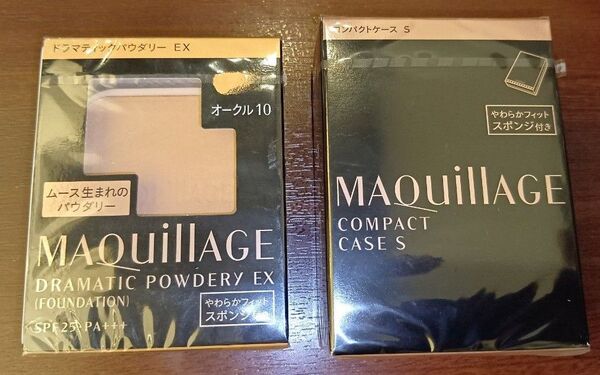 ドラマティックパウダリー EX
オークル10
ムース生まれの
パウダリー
MAQuillAGE
DRAMATIC POWDERY EX
(FOUNDATION)
SPF25・PA+++
やわらかフィット
スポンジ付き
コンパクトケース S
やわらかフィット
スポンジ付き
MAQuillAGE
COMPACT
CASE S